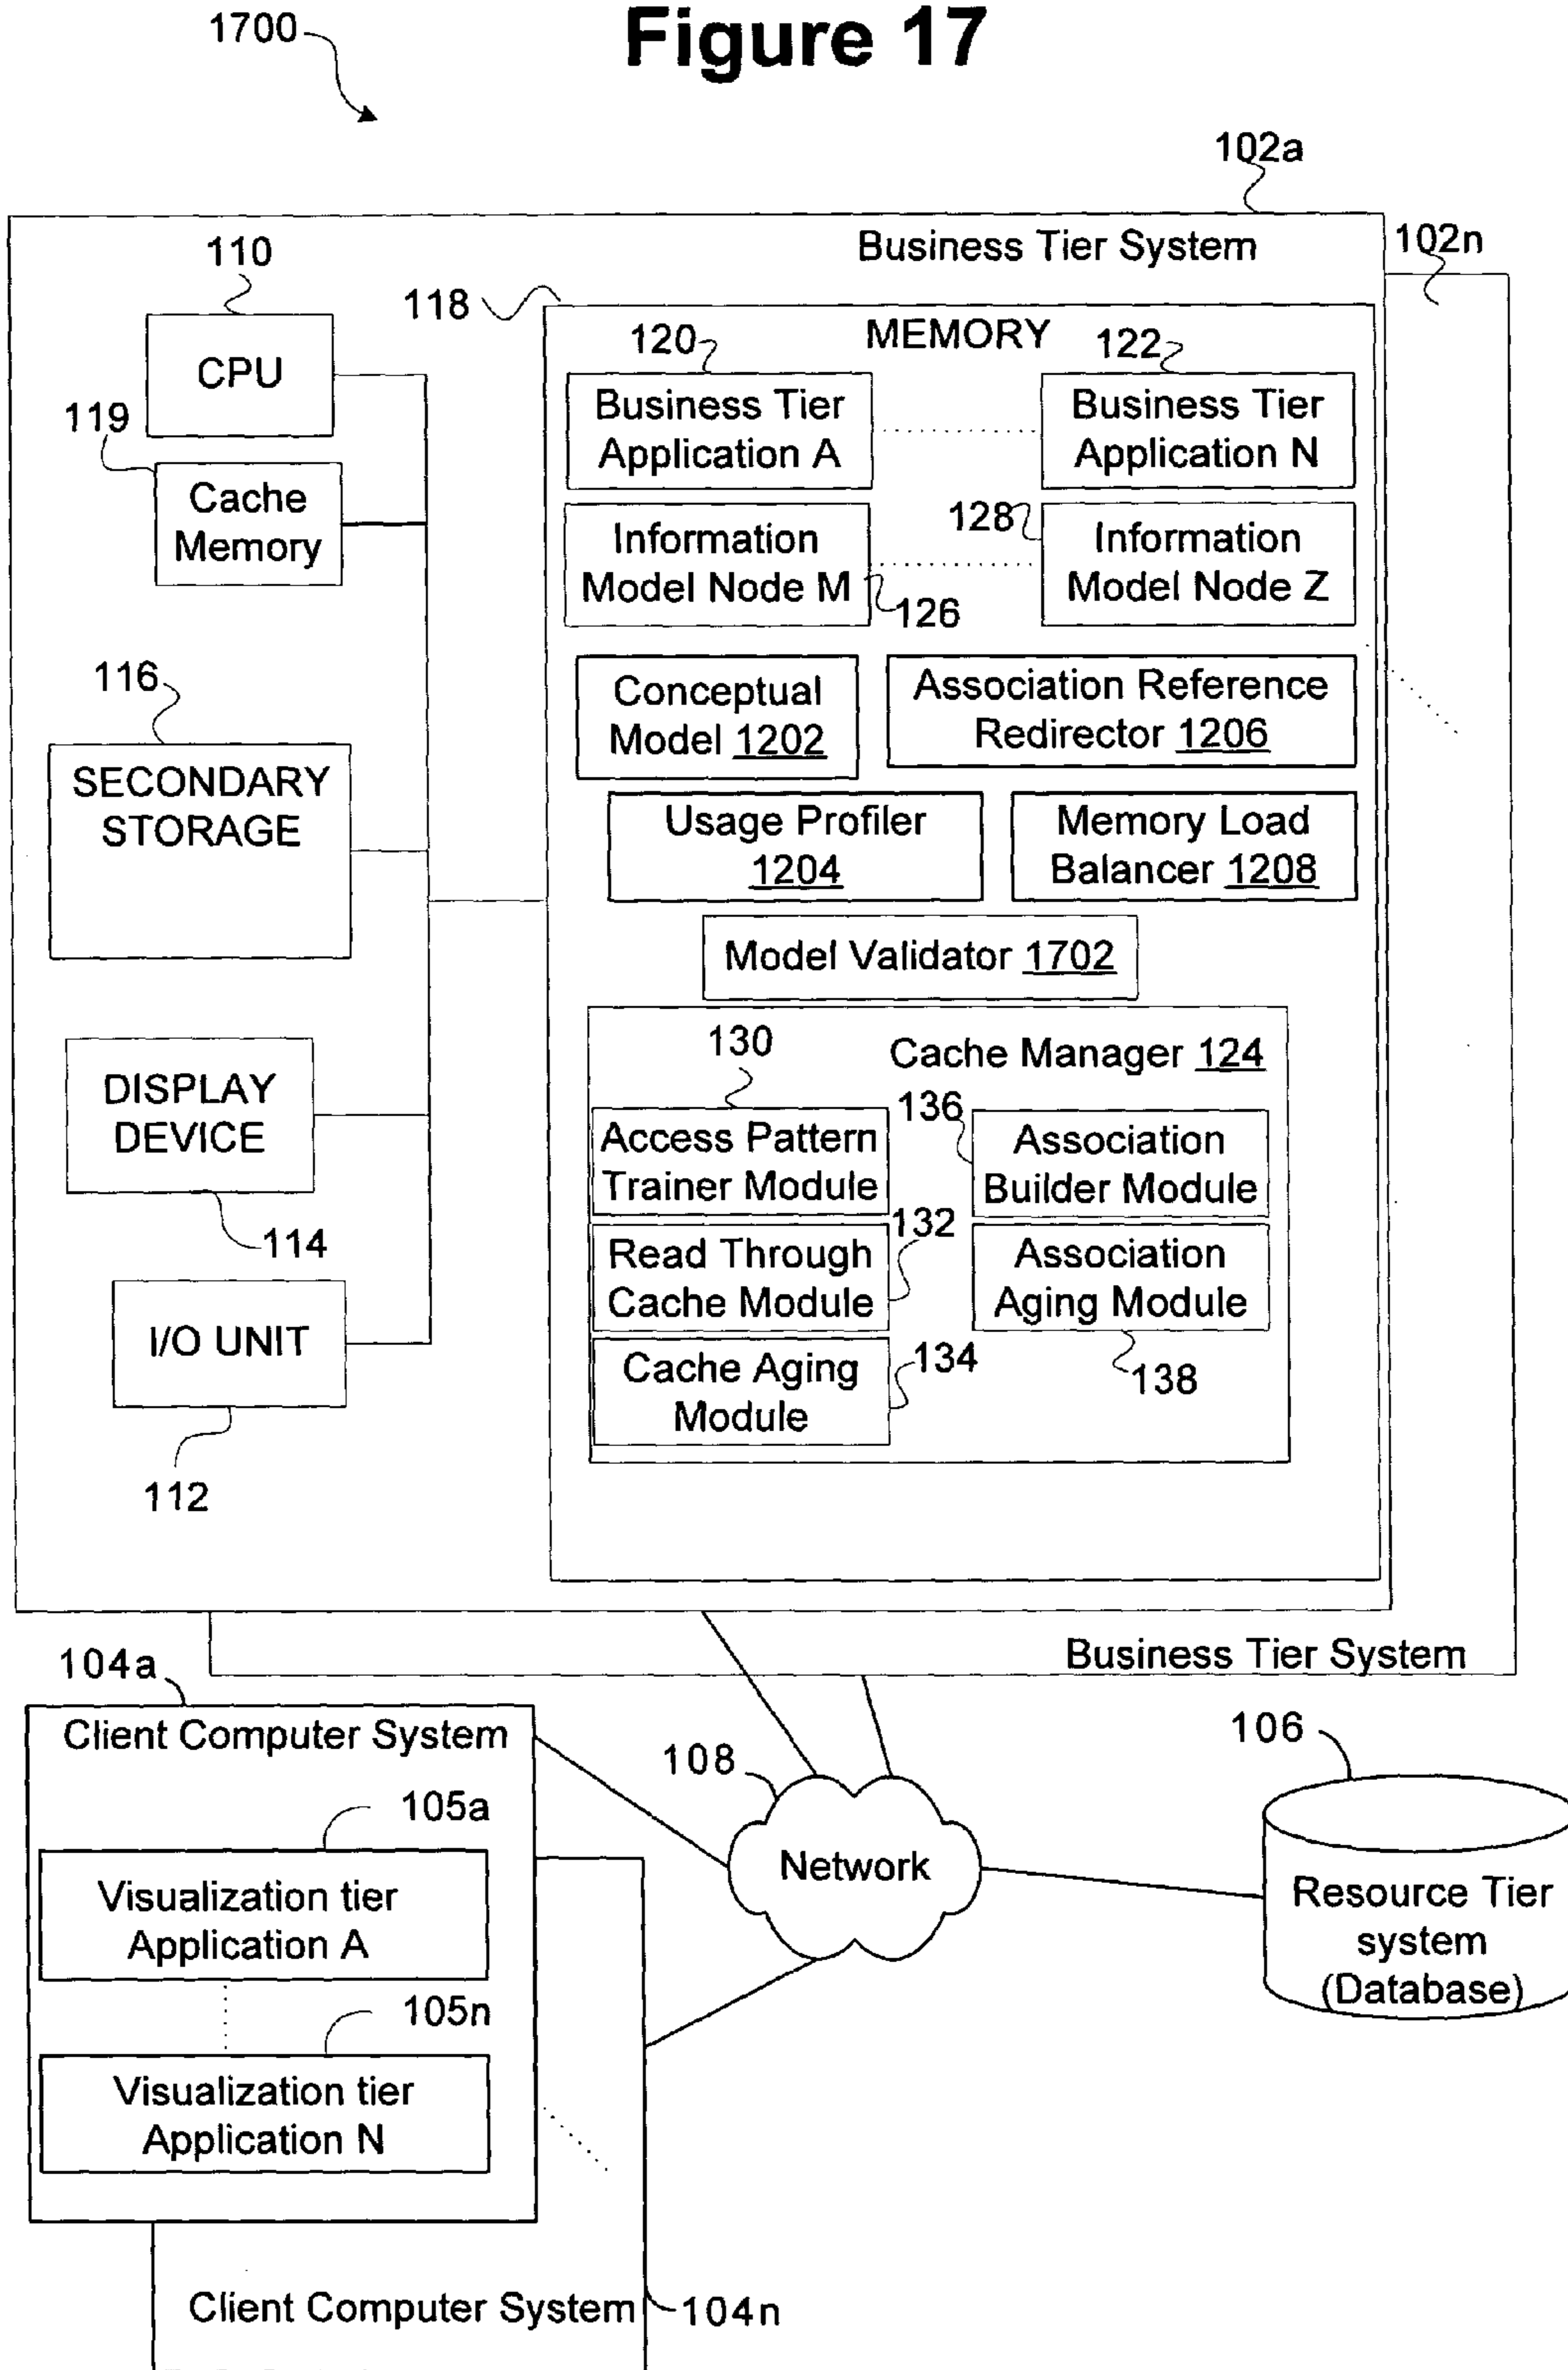 Figure 17
1700
102a
Business Tier System
102n
110
118
MEMORY
120
122
CPU
Business Tier
Application A
Business Tier
Application N
119
Cache
Memory
Information
Model Node M
128
Information
Model Node Z
126
116
Conceptual
Model 1202
Association Reference
Redirector 1206
SECONDARY
STORAGE
Usage Profiler
1204
Memory Load
Balancer 1208
Model Validator 1702
130
Cache Manager 124
DISPLAY
DEVICE
136
Access Pattern
Trainer Module
Association
Builder Module
114
132
Read Through
Cache Module
Association
Aging Module
I/O UNIT
134
Cache Aging
Module
138
112
Business Tier System
104a
Client Computer System
108
106
105a
Visualization tier
Application A
Network
Resource Tier
system
(Database)
105n
Visualization tier
Application N
Client Computer System
104n